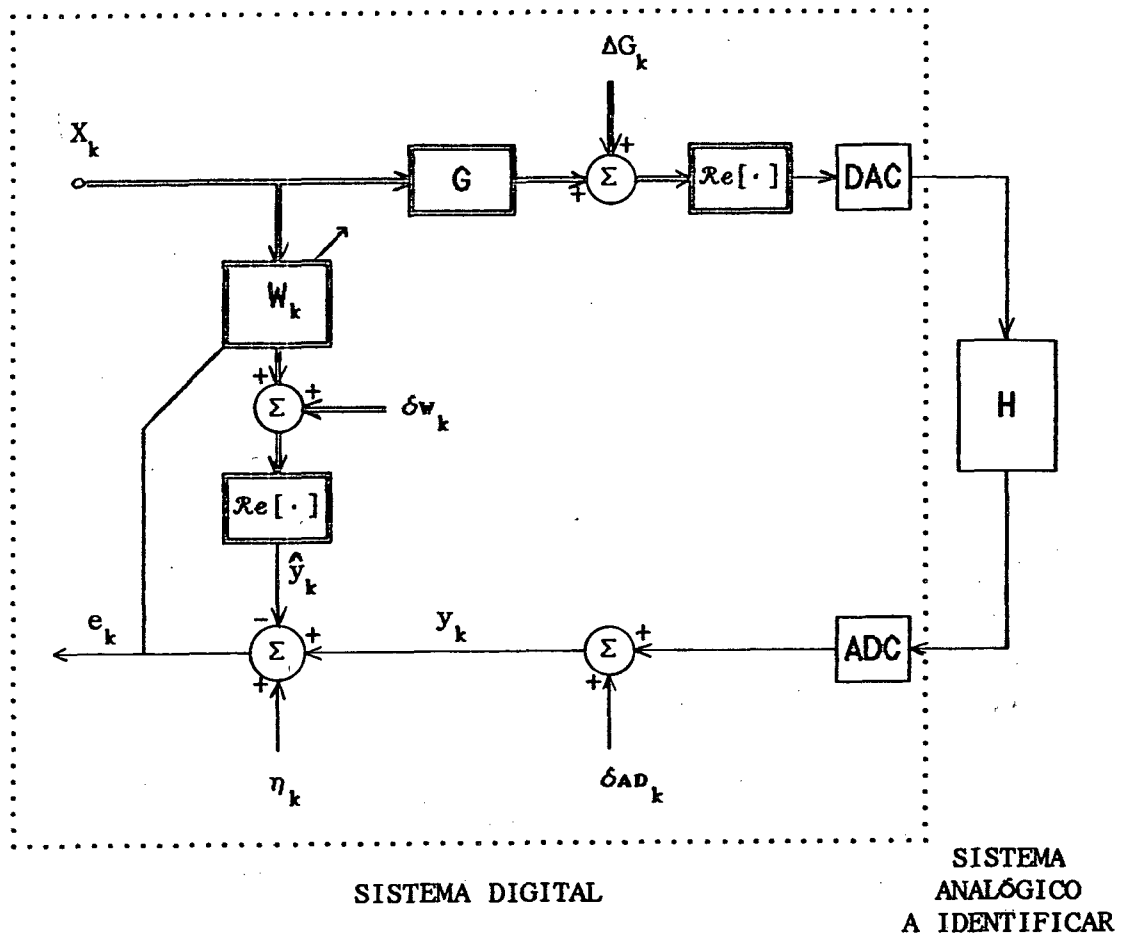 ΔG_k
X_k
G
+
+
Σ
Re[·]
DAC
W_k
+
+
Σ
δw_k
H
Re[·]
ŷ_k
e_k
-
+
Σ
+
y_k
+
Σ
+
ADC
η_k
δAD_k
SISTEMA DIGITAL
SISTEMA
ANALÓGICO
A IDENTIFICAR